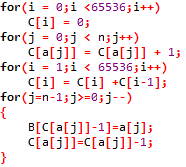 for(i = 0;i <65536;i++)
C[i] = 0;
for(j = 0;j < n;j++)
C[a[j]] = C[a[j]] + 1;
for(i = 1;i <65536;i++)
C[i] = C[i] +C[i-1];
for(j=n-1;j>=0;j--)
{
B[C[a[j]]-1]=a[j];
C[a[j]]=C[a[j]]-1;
}